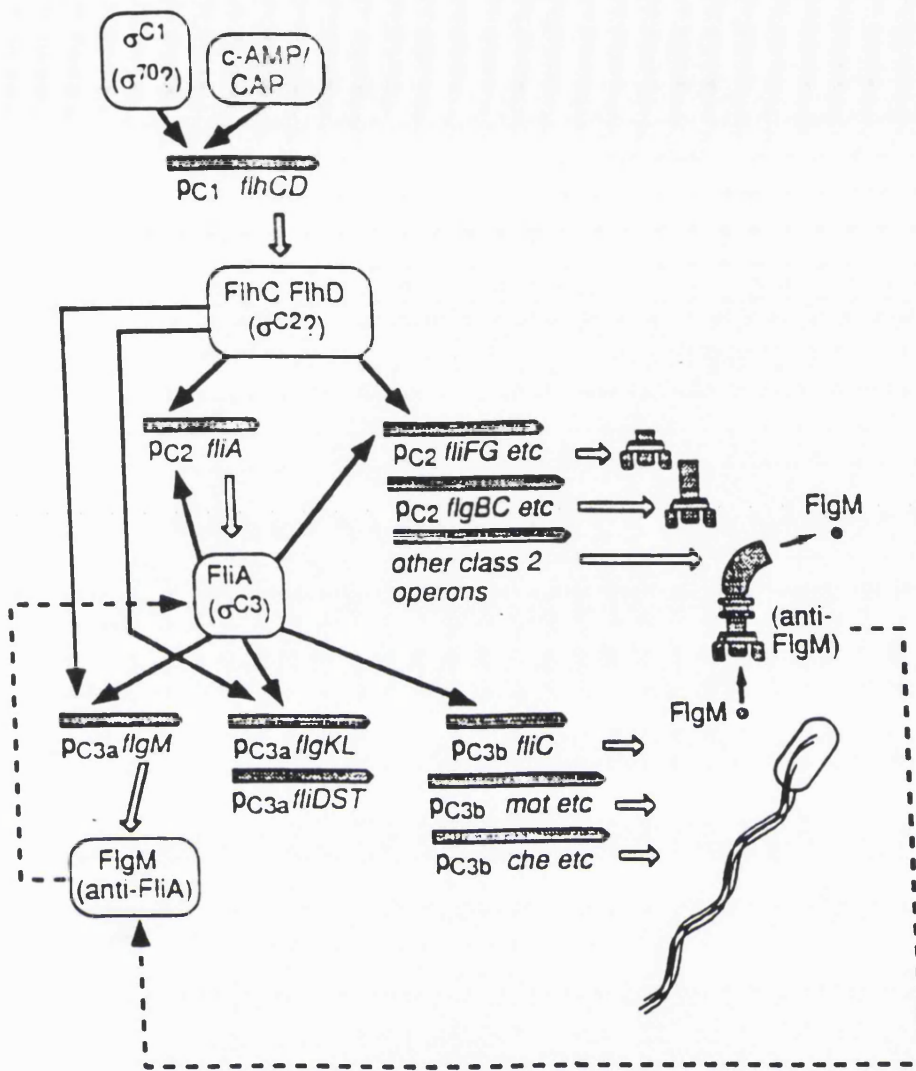 σC1
(σ70?)
c-AMP/
CAP
pC1 flhCD
FlhC FlhD
(σC2?)
pC2 fliA
pC2 fliFG etc
pC2 flgBC etc
other class 2
operons
FlgM
FliA
(σC3)
(anti-
FlgM)
FlgM
pC3a flgM
pC3a flgKL
pC3a fliDST
pC3b fliC
pC3b mot etc
pC3b che etc
FlgM
(anti-FliA)